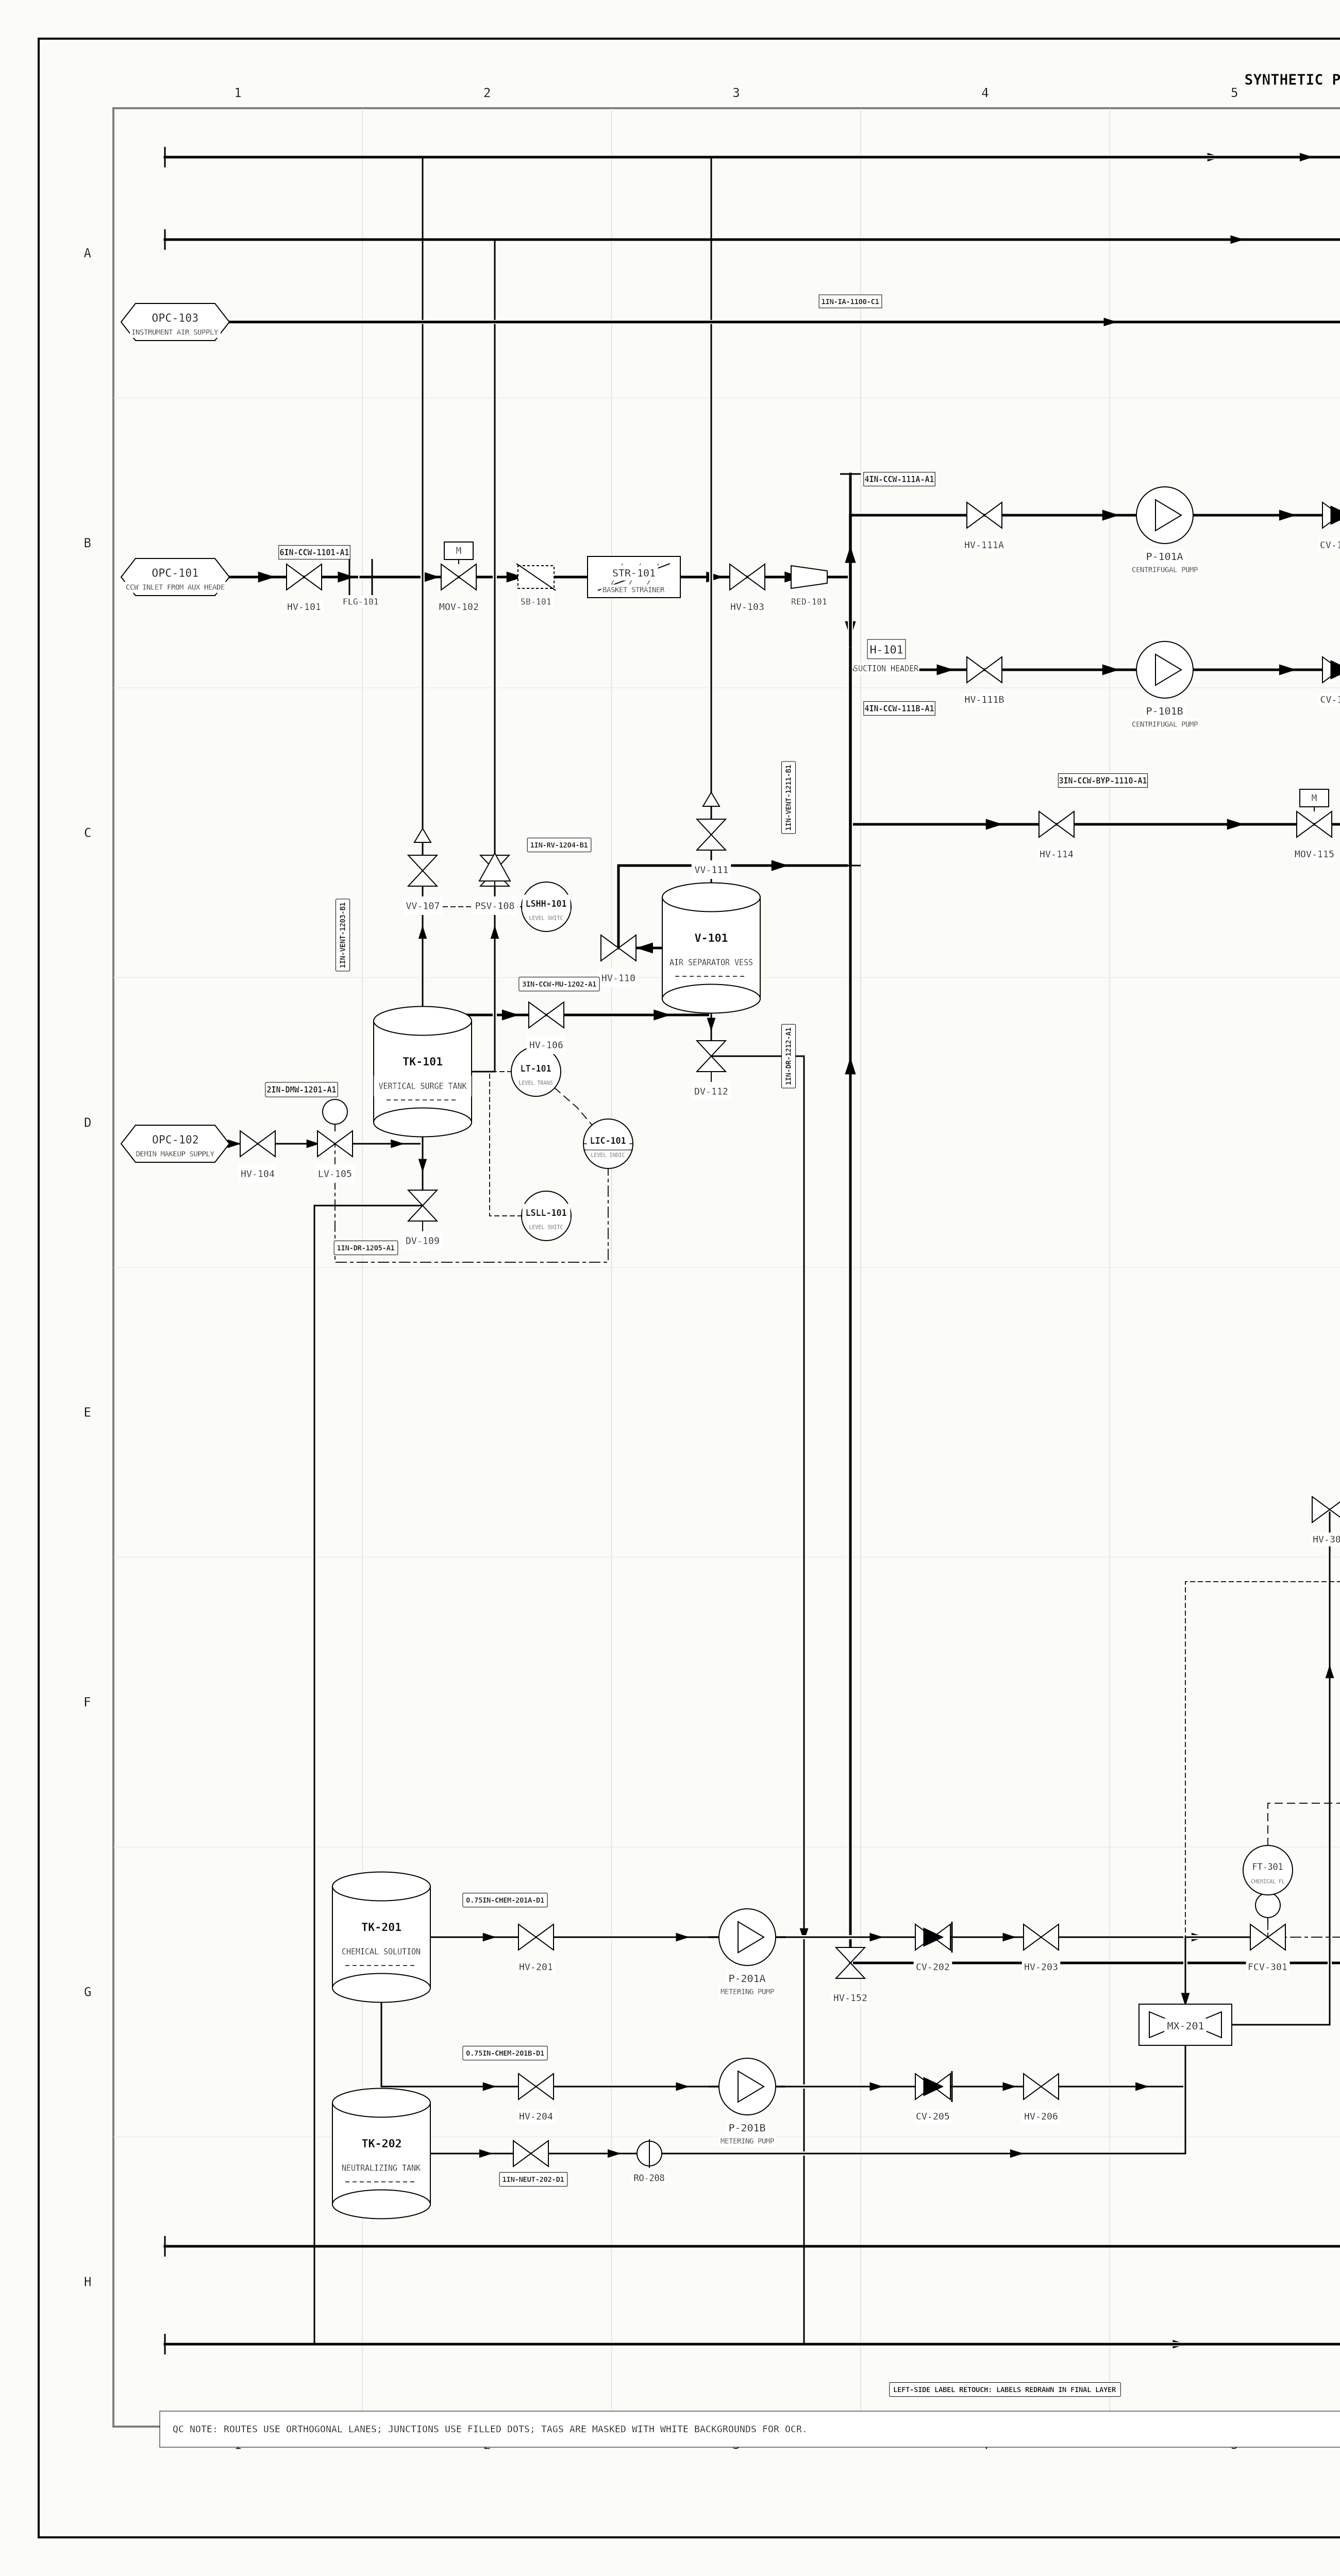 SYNTHETIC P
1
2
3
4
5
A
OPC-103
INSTRUMENT AIR SUPPLY
1IN-IA-1100-C1
4IN-CCW-111A-A1
B
HV-111A
P-101A
CENTRIFUGAL PUMP
CV-1
6IN-CCW-1101-A1
M
OPC-101
CCW INLET FROM AUX HEADE
HV-101
FLG-101
MOV-102
SB-101
STR-101
BASKET STRAINER
HV-103
RED-101
H-101
SUCTION HEADER
HV-111B
P-101B
CENTRIFUGAL PUMP
CV-1
4IN-CCW-111B-A1
1IN-VENT-1211-B1
3IN-CCW-BYP-1110-A1
M
C
HV-114
MOV-115
1IN-RV-1204-B1
VV-111
VV-107
PSV-108
LSHH-101
LEVEL SWITC
1IN-VENT-1203-B1
V-101
AIR SEPARATOR VESS
HV-110
3IN-CCW-MU-1202-A1
HV-106
TK-101
VERTICAL SURGE TANK
LT-101
LEVEL TRANS
1IN-DR-1212-A1
DV-112
2IN-DMW-1201-A1
D
OPC-102
DEMIN MAKEUP SUPPLY
HV-104
LV-105
LIC-101
LEVEL INDIC
LSLL-101
LEVEL SWITC
DV-109
1IN-DR-1205-A1
E
HV-30
F
FT-301
CHEMICAL FL
0.75IN-CHEM-201A-D1
TK-201
CHEMICAL SOLUTION
HV-201
P-201A
METERING PUMP
CV-202
HV-203
FCV-301
G
HV-152
MX-201
0.75IN-CHEM-201B-D1
HV-204
P-201B
METERING PUMP
CV-205
HV-206
TK-202
NEUTRALIZING TANK
1IN-NEUT-202-D1
RO-208
H
LEFT-SIDE LABEL RETOUCH: LABELS REDRAWN IN FINAL LAYER
QC NOTE: ROUTES USE ORTHOGONAL LANES; JUNCTIONS USE FILLED DOTS; TAGS ARE MASKED WITH WHITE BACKGROUNDS FOR OCR.